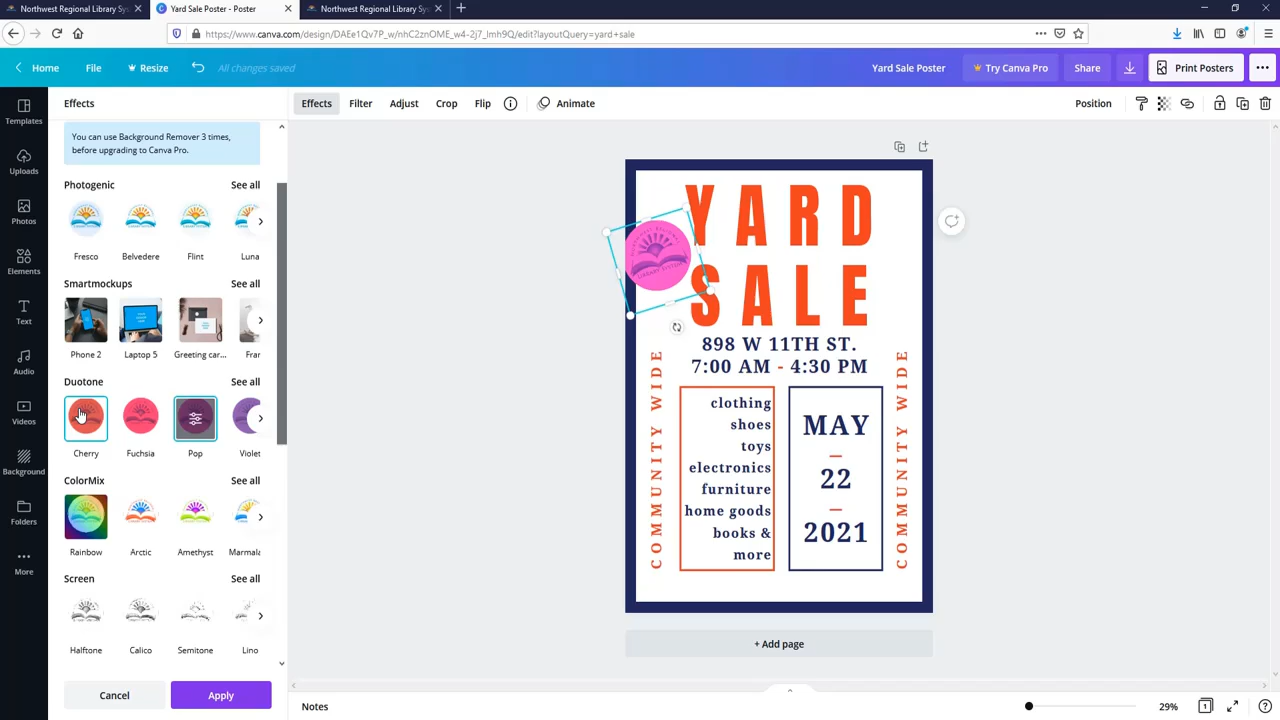 Northwest Regional Library Sys
Yard Sale Poster - Poster
Northwest Regional Library Sys
https://www.canva.com/design/DAEe1Qv7P_w/nhC2znOME_w4-2j7_lmh9Q/edit?layoutQuery=yard+sale
Home
File
Resize
All changes saved
Yard Sale Poster
Try Canva Pro
Share
Print Posters
Effects
Effects
Filter
Adjust
Crop
Flip
Animate
Position
Templates
Uploads
Photos
Elements
Text
Audio
Videos
Background
Folders
More
You can use Background Remover 3 times,
before upgrading to Canva Pro.
Photogenic
See all
Fresco
Belvedere
Flint
Luna
Smartmockups
See all
Phone 2
Laptop 5
Greeting car...
Frar
Duotone
See all
Cherry
Fuchsia
Pop
Violet
ColorMix
See all
Rainbow
Arctic
Amethyst
Marmala
Screen
See all
Halftone
Calico
Semitone
Lino
Cancel
Apply
YARD
SALE
LIBRARY SYSTEM
898 W 11TH ST.
7:00 AM - 4:30 PM
COMMUNITY WIDE
clothing
shoes
toys
electronics
furniture
home goods
books &
more
MAY
22
2021
COMMUNITY WIDE
+ Add page
Notes
29%
1